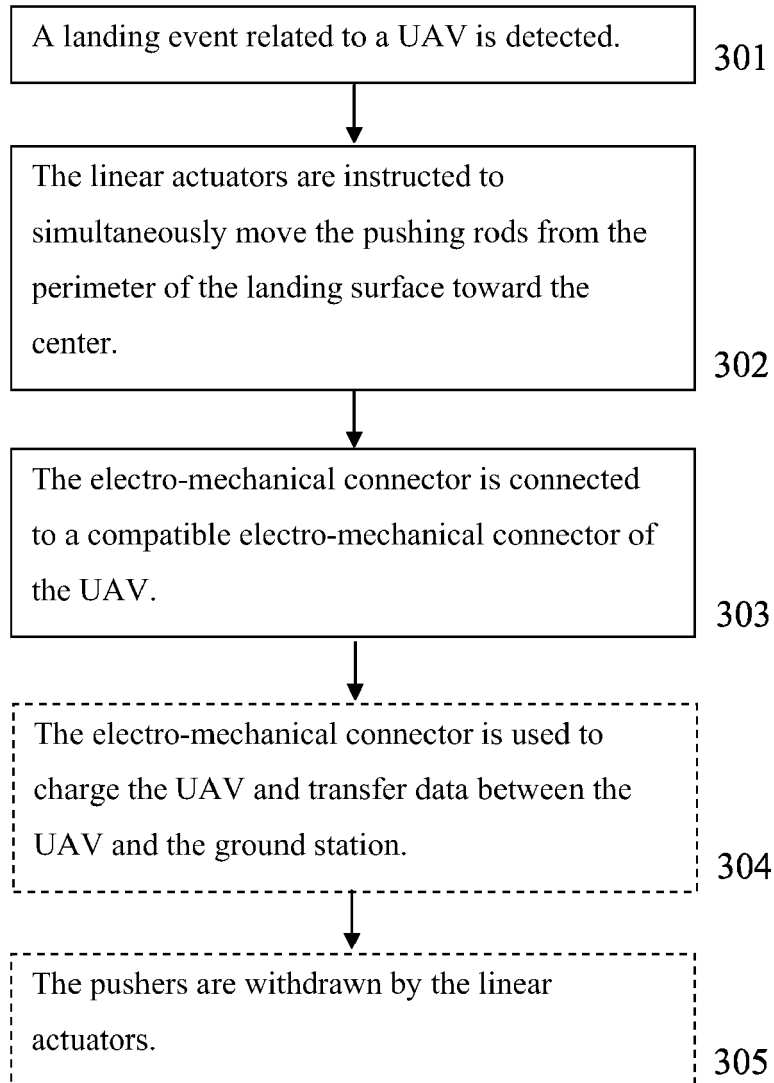 A landing event related to a UAV is detected.
301
The linear actuators are instructed to
simultaneously move the pushing rods from the
perimeter of the landing surface toward the
center.
302
The electro-mechanical connector is connected
to a compatible electro-mechanical connector of
the UAV.
303
The electro-mechanical connector is used to
charge the UAV and transfer data between the
UAV and the ground station.
304
The pushers are withdrawn by the linear
actuators.
305